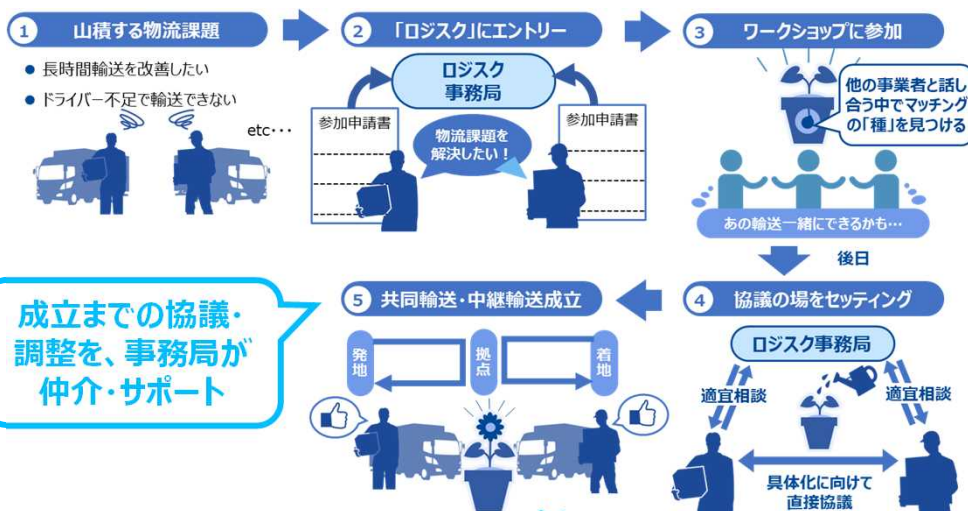 1 山積する物流課題
● 長時間輸送を改善したい
● ドライバー不足で輸送できない
etc･･･
2 「ロジスク」にエントリー
ロジスク
事務局
参加申請書
参加申請書
物流課題を
解決したい！
3 ワークショップに参加
他の事業者と話し
合う中でマッチング
の「種」を見つける
あの輸送一緒にできるかも…
後日
4 協議の場をセッティング
ロジスク事務局
適宜相談
適宜相談
具体化に向けて
直接協議
5 共同輸送・中継輸送成立
発地
拠点
着地
成立までの協議・
調整を、事務局が
仲介・サポート